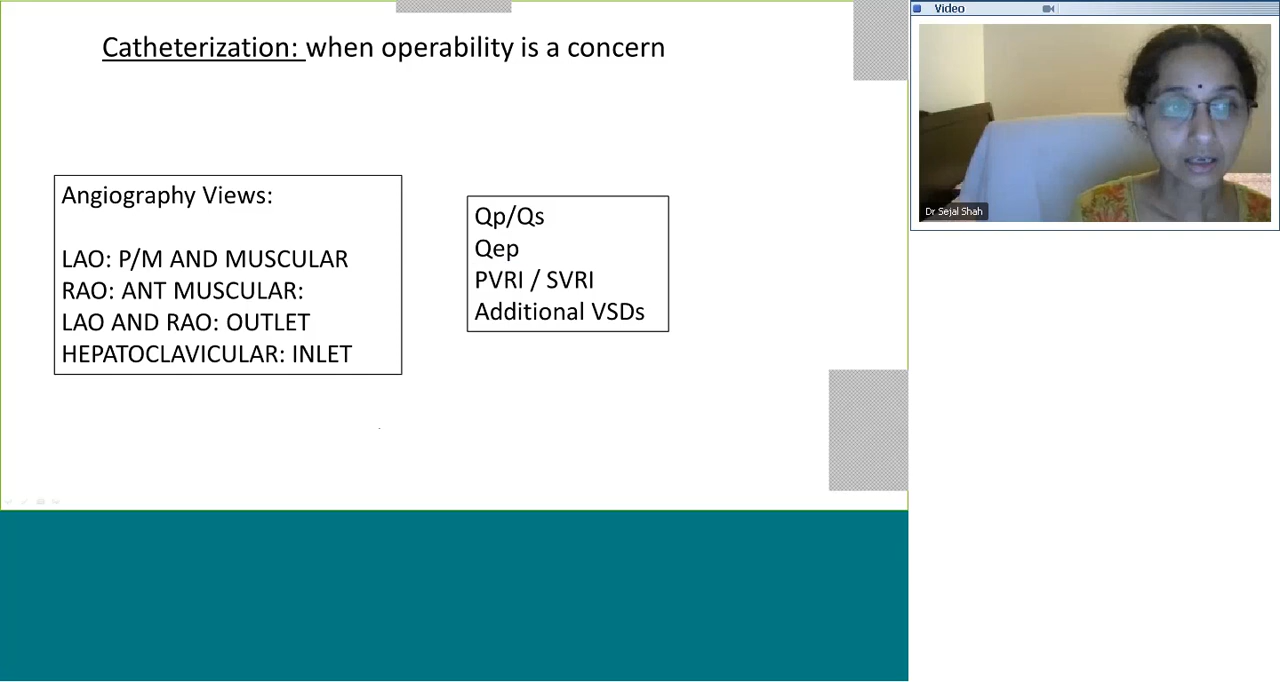 Catheterization: when operability is a concern
Angiography Views:
LAO: P/M AND MUSCULAR
RAO: ANT MUSCULAR:
LAO AND RAO: OUTLET
HEPATOCLAVICULAR: INLET
Qp/Qs
Qep
PVRI / SVRI
Additional VSDs
Video
Dr Sejal Shah